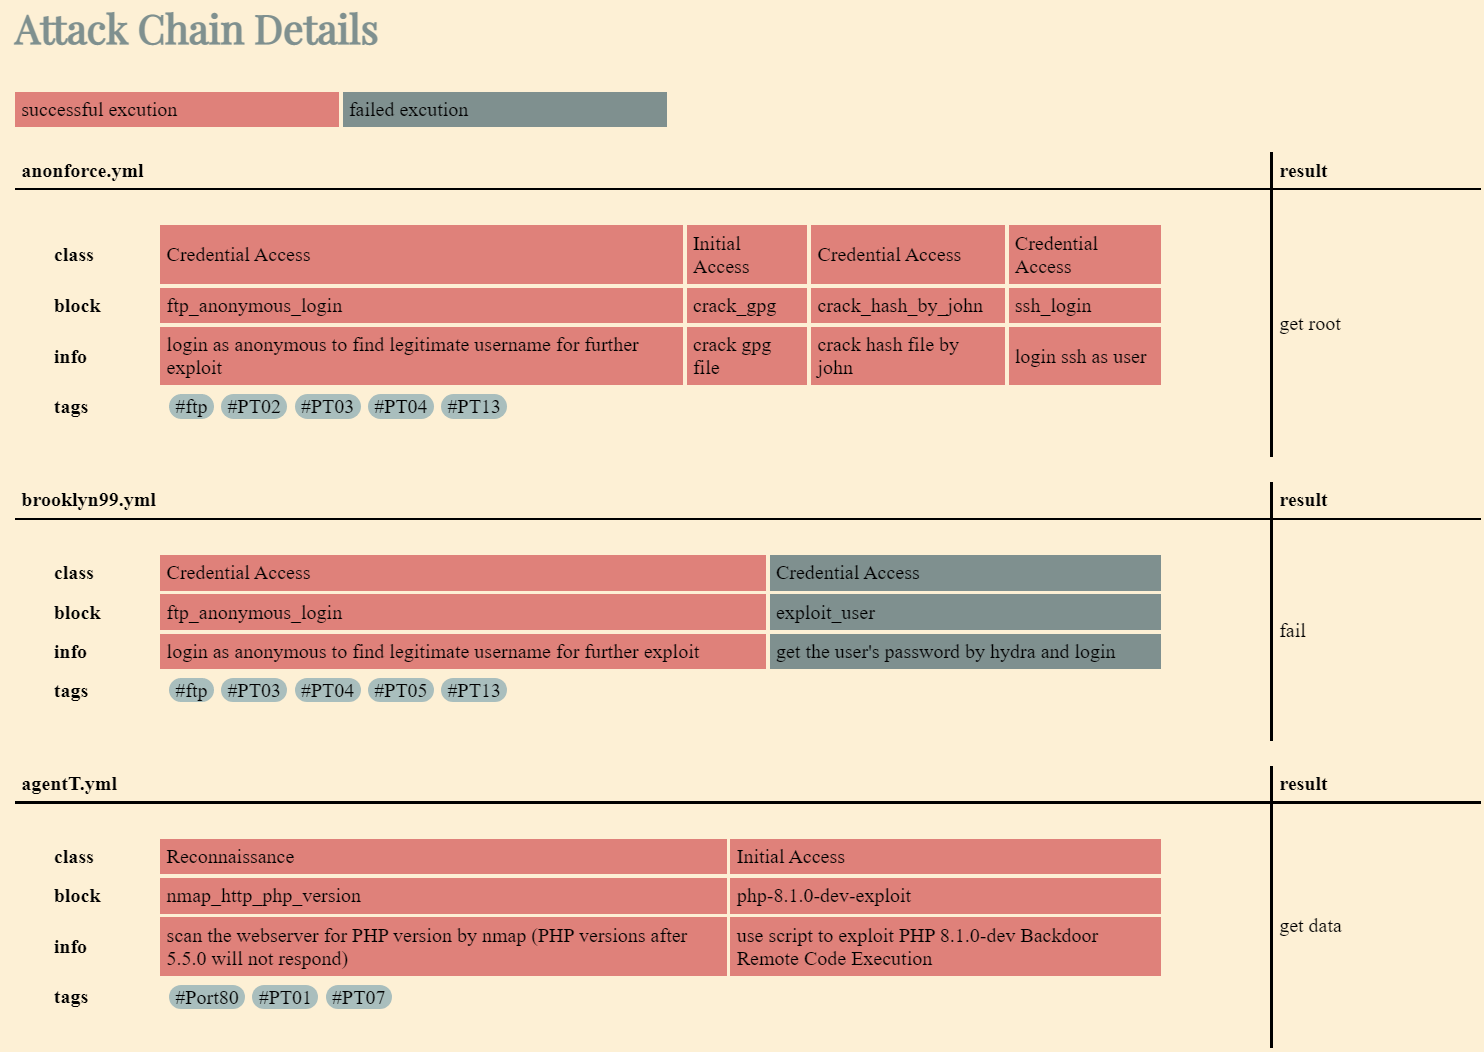 Attack Chain Details
successful excution
failed excution
anonforce.yml
result
class
Credential Access
Initial
Access
Credential Access
Credential
Access
block
ftp_anonymous_login
crack_gpg
crack_hash_by_john
ssh_login
info
login as anonymous to find legitimate username for further
exploit
crack gpg
file
crack hash file by
john
login ssh as user
get root
tags
#ftp #PT02 #PT03 #PT04 #PT13
brooklyn99.yml
result
class
Credential Access
Credential Access
block
ftp_anonymous_login
exploit_user
info
login as anonymous to find legitimate username for further exploit
get the user's password by hydra and login
fail
tags
#ftp #PT03 #PT04 #PT05 #PT13
agentT.yml
result
class
Reconnaissance
Initial Access
block
nmap_http_php_version
php-8.1.0-dev-exploit
info
scan the webserver for PHP version by nmap (PHP versions after
5.5.0 will not respond)
use script to exploit PHP 8.1.0-dev Backdoor
Remote Code Execution
get data
tags
#Port80 #PT01 #PT07